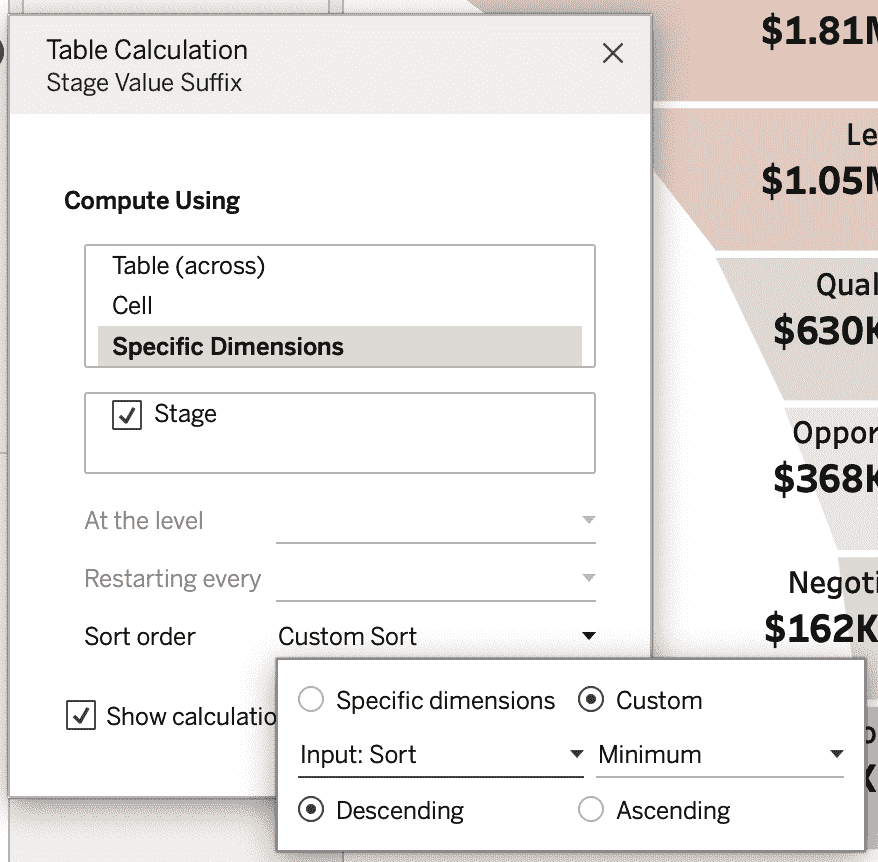 Table Calculation
Stage Value Suffix
Compute Using
Table (across)
Cell
Specific Dimensions
Stage
At the level
Restarting every
Sort order Custom Sort
Show calculatio
Specific dimensions Custom
Input: Sort Minimum
Descending Ascending
$1.81M
Le
$1.05M
Qual
$630K
Oppor
$368K
Negoti
$162K